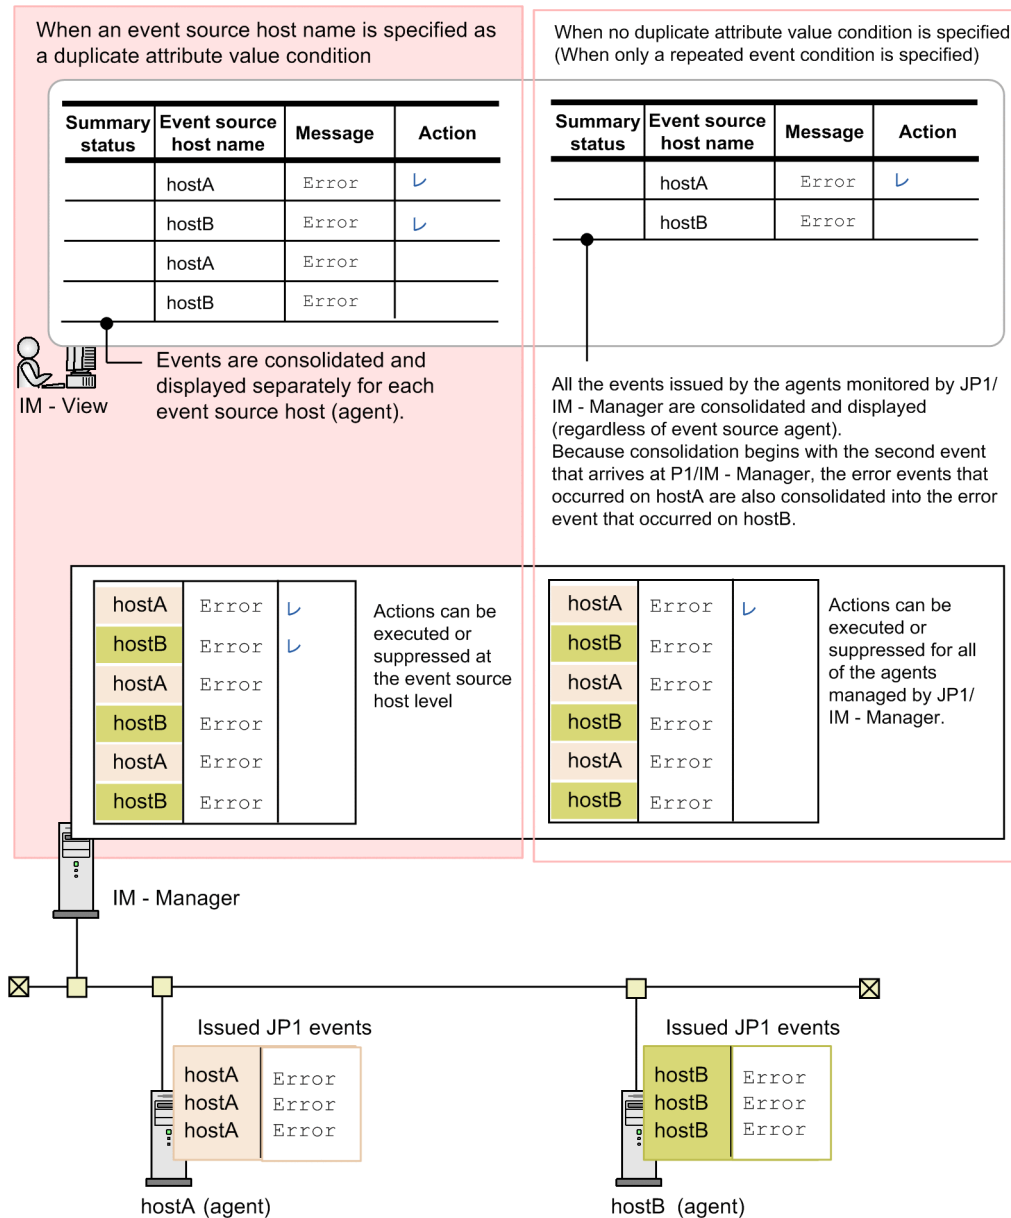 When an event source host name is specified as
a duplicate attribute value condition
Summary status Event source host name Message Action
hostA Error レ
hostB Error レ
hostA Error
hostB Error
Events are consolidated and
displayed separately for each
event source host (agent).
IM - View
When no duplicate attribute value condition is specified
(When only a repeated event condition is specified)
Summary status Event source host name Message Action
hostA Error レ
hostB Error
All the events issued by the agents monitored by JP1/
IM - Manager are consolidated and displayed
(regardless of event source agent).
Because consolidation begins with the second event
that arrives at P1/IM - Manager, the error events that
occurred on hostA are also consolidated into the error
event that occurred on hostB.
hostA Error レ
hostB Error レ
hostA Error
hostB Error
hostA Error
hostB Error
Actions can be
executed or
suppressed at
the event source
host level
hostA Error レ
hostB Error
hostA Error
hostB Error
hostA Error
hostB Error
Actions can be
executed or
suppressed for all
of the agents
managed by JP1/
IM - Manager.
IM - Manager
Issued JP1 events
hostA Error
hostA Error
hostA Error
hostA (agent)
Issued JP1 events
hostB Error
hostB Error
hostB Error
hostB (agent)